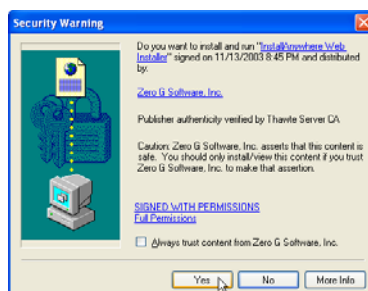 Security Warning
Do you want to install and run "InstallAnywhere Web
Installer" signed on 11/13/2003 8:45 PM and distributed
by:
Zero G Software, Inc.
Publisher authenticity verified by Thawte Server CA
Caution: Zero G Software, Inc. asserts that this content is
safe. You should only install/view this content if you trust
Zero G Software, Inc. to make that assertion.
SIGNED WITH PERMISSIONS
Full Permissions
Always trust content from Zero G Software, Inc.
Yes No More Info